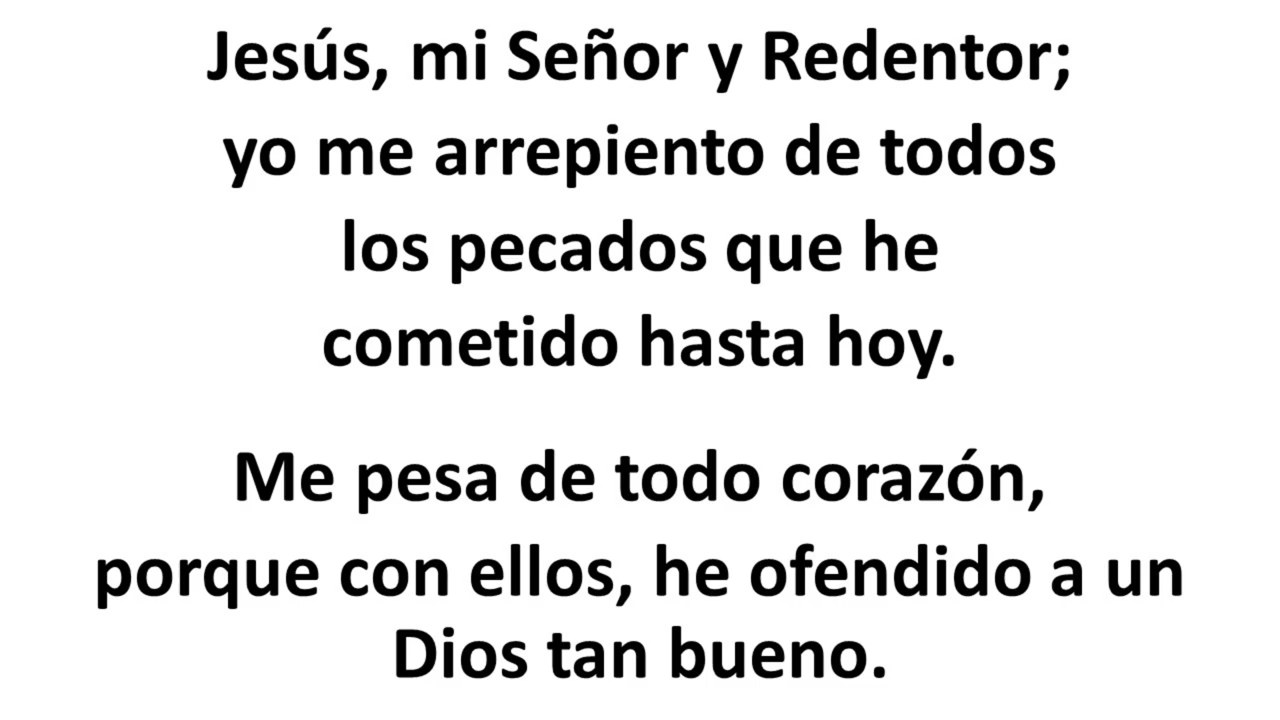 Jesús, mi Señor y Redentor;
yo me arrepiento de todos
los pecados que he
cometido hasta hoy.
Me pesa de todo corazón,
porque con ellos, he ofendido a un
Dios tan bueno.